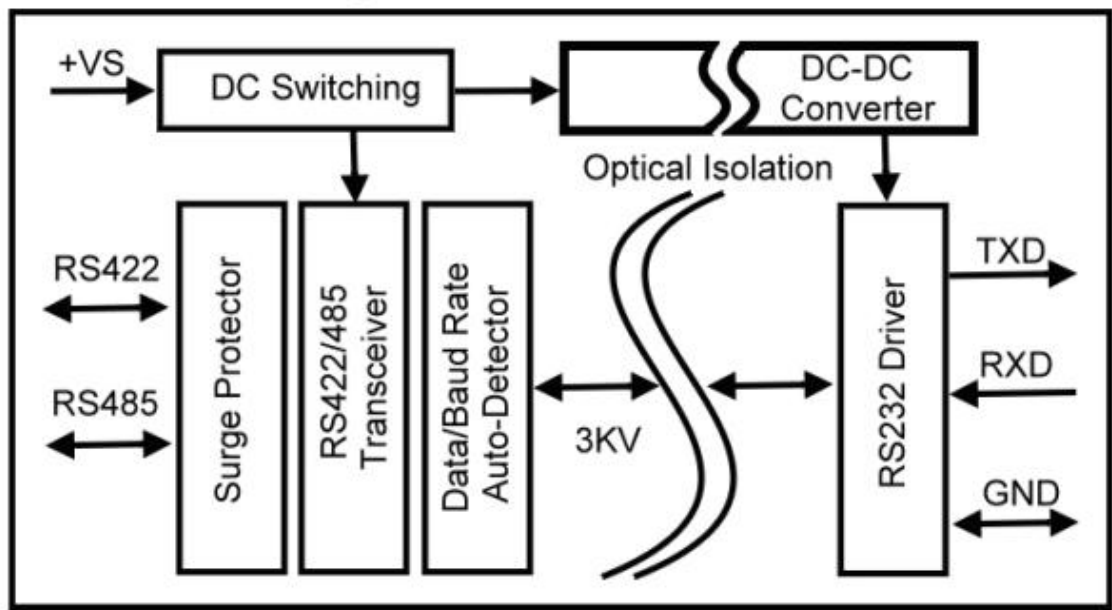 +VS
DC Switching
DC-DC
Converter
Optical Isolation
RS422
RS485
Surge Protector
RS422/485
Transceiver
Data/Baud Rate
Auto-Detector
3KV
RS232 Driver
TXD
RXD
GND